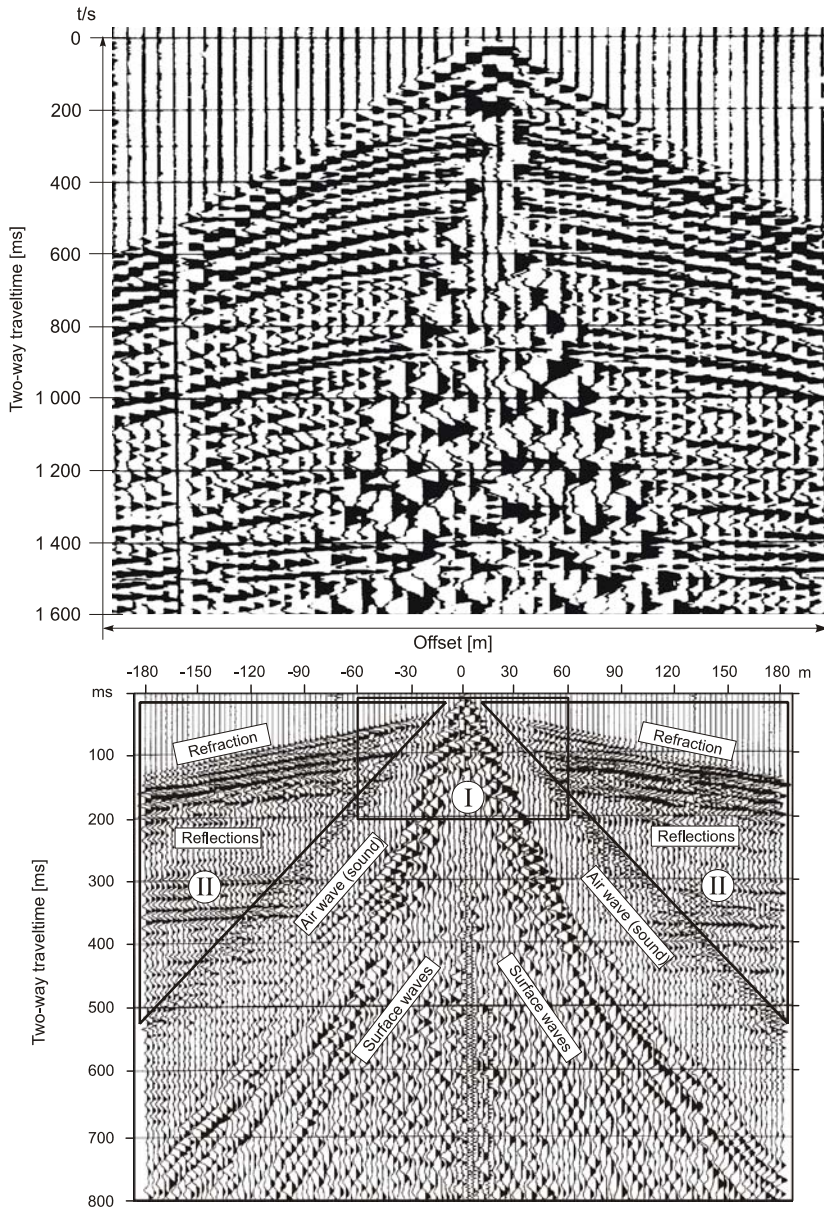 t/s
0
200
400
600
800
1 000
1 200
1 400
1 600
Two-way traveltime [ms]
Offset [m]
-180 -150 -120 -90 -60 -30 0 30 60 90 120 150 180 m
ms
100
200
300
400
500
600
700
800
Two-way traveltime [ms]
Refraction
Refraction
I
Reflections
Reflections
II
II
Air wave (sound)
Air wave (sound)
Surface waves
Surface waves